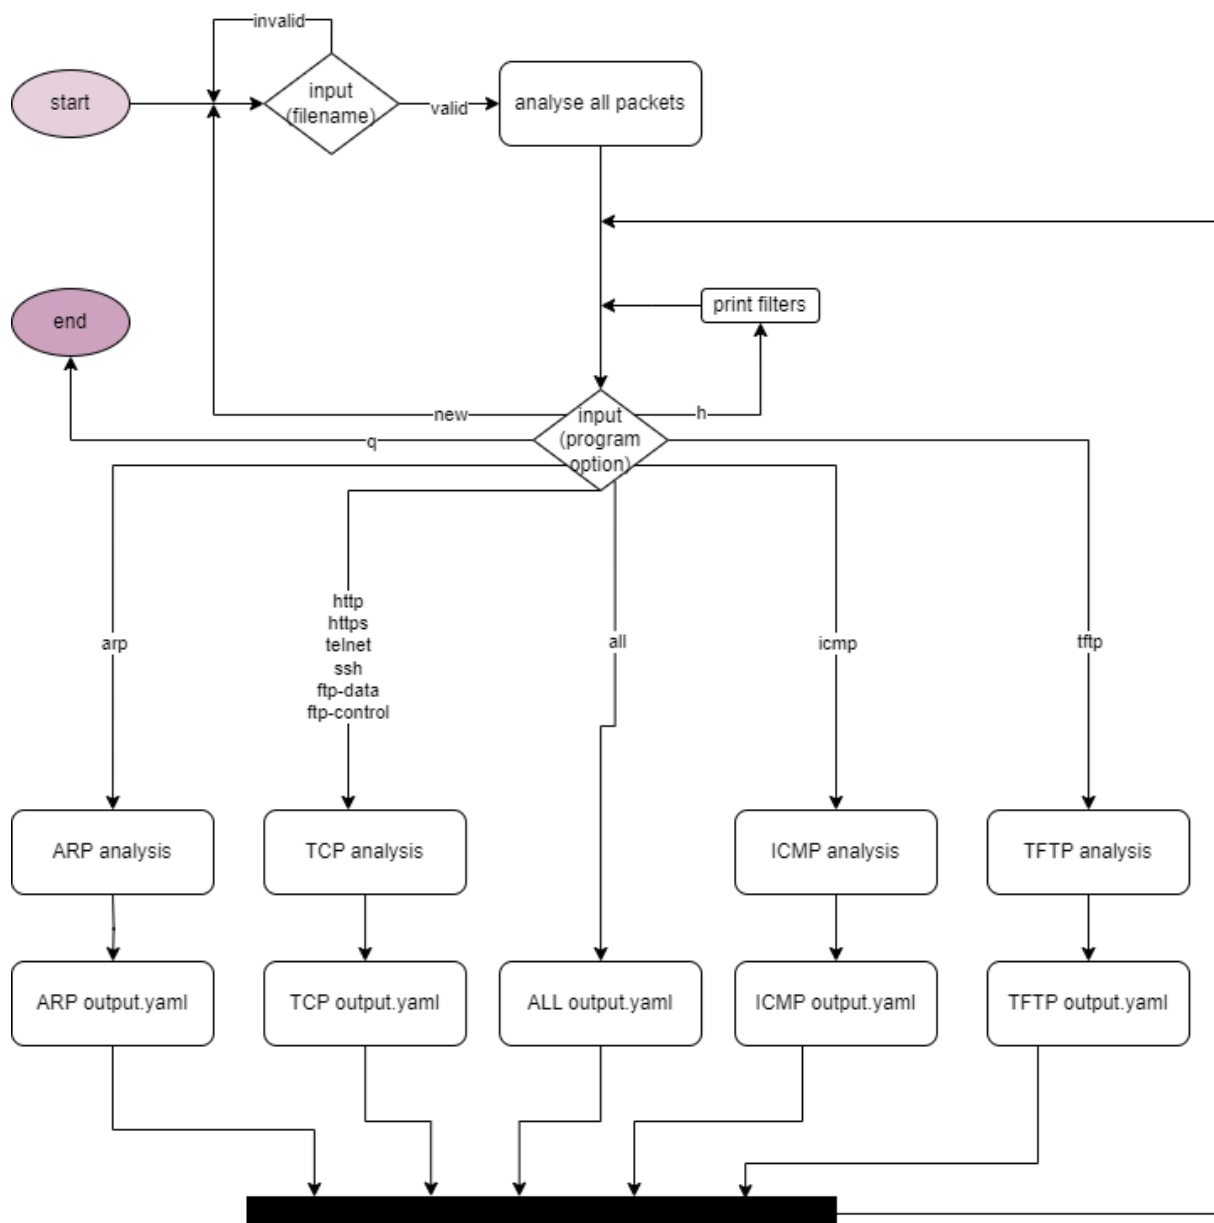 invalid
start
input
(filename)
valid
analyse all packets
end
print filters
new
input
(program
option)
h
q
arp
http
https
telnet
ssh
ftp-data
ftp-control
all
icmp
tftp
ARP analysis
TCP analysis
ICMP analysis
TFTP analysis
ARP output.yaml
TCP output.yaml
ALL output.yaml
ICMP output.yaml
TFTP output.yaml